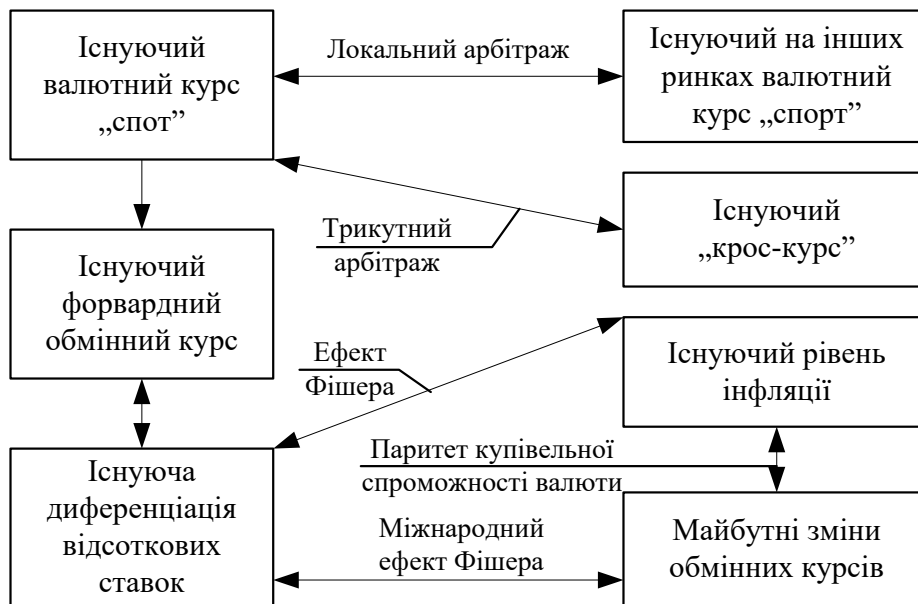 Існуючий
валютний курс
„спот”
Локальний арбітраж
Існуючий на інших
ринках валютний
курс „спорт”
Трикутний
арбітраж
Існуючий
„крос-курс”
Існуючий
форвардний
обмінний курс
Ефект
Фішера
Існуючий рівень
інфляції
Паритет купівельної
спроможності валюти
Існуюча
диференціація
відсоткових
ставок
Міжнародний
ефект Фішера
Майбутні зміни
обмінних курсів